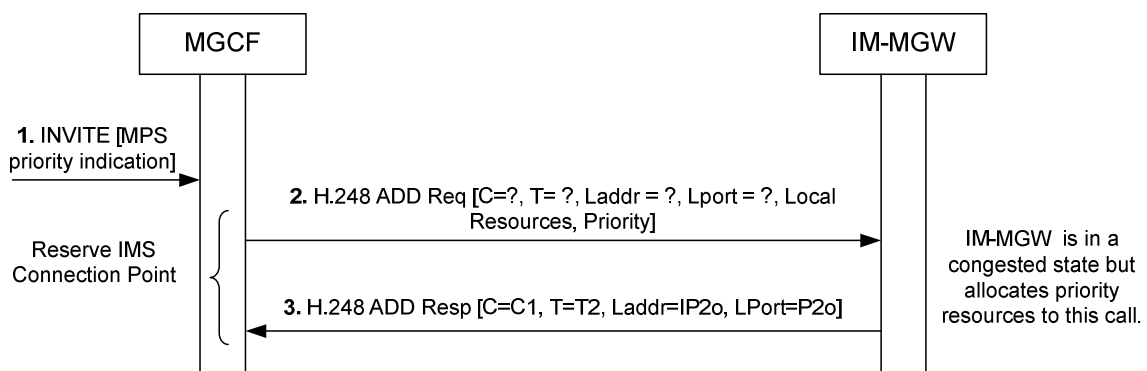 MGCF
IM-MGW
1. INVITE [MPS
priority indication]
2. H.248 ADD Req [C=?, T= ?, Laddr = ?, Lport = ?, Local
Resources, Priority]
Reserve IMS
Connection Point
IM-MGW is in a
congested state but
allocates priority
resources to this call.
3. H.248 ADD Resp [C=C1, T=T2, Laddr=IP2o, LPort=P2o]